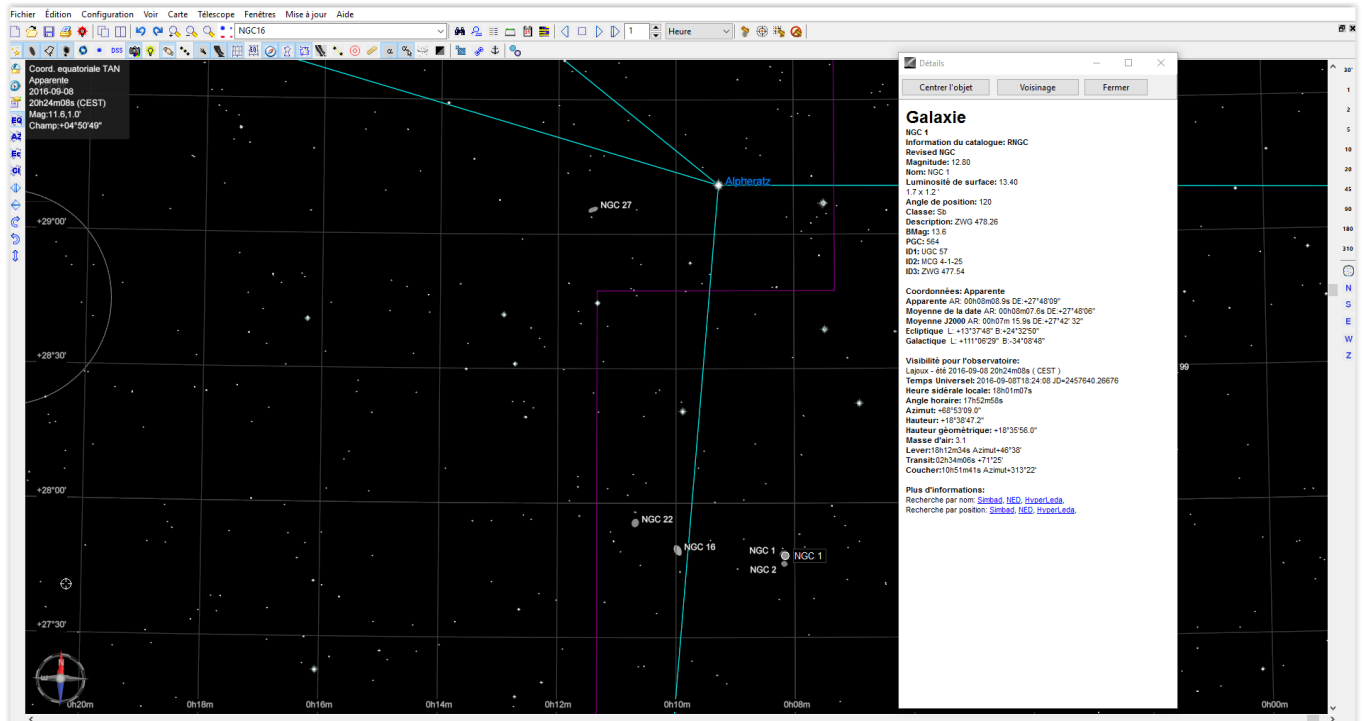 Fichier Édition Configuration Voir Carte Télescope Fenêtres Mise à jour Aide
NGC16
1
Heure
DSS
Coord. equatoriale TAN
Apparente
2016-09-08
20h24m08s (CEST)
Mag:11.6,1.0'
Champ:+04°50'49"
EQ
AZ
Ec
Alpheratz
NGC 27
+29°00'
+28°30'
99
+28°00'
NGC 22
NGC 16
NGC 1
NGC 1
NGC 2
+27°30'
N
0h20m
0h18m
0h16m
0h14m
0h12m
0h10m
0h08m
0h00m
Détails
Centrer l'objet Voisinage Fermer
Galaxie
NGC 1
Information du catalogue: RNGC
Revised NGC
Magnitude: 12.80
Nom: NGC 1
Luminosité de surface: 13.40
1.7 x 1.2 '
Angle de position: 120
Classe: Sb
Description: ZWG 478.26
BMag: 13.6
PGC: 564
ID1: UGC 57
ID2: MCG 4-1-25
ID3: ZWG 477.54
Coordonnées: Apparente
Apparente AR: 00h08m08.9s DE:+27°48'09"
Moyenne de la date AR: 00h08m07.6s DE:+27°48'06"
Moyenne J2000 AR: 00h07m 15.9s DE:+27°42' 32"
Ecliptique L: +13°37'48" B:+24°32'50"
Galactique L: +111°06'29" B:-34°08'48"
Visibilité pour l'observatoire:
Lajoux - été 2016-09-08 20h24m08s ( CEST )
Temps Universel: 2016-09-08T18:24:08 JD=2457640.26676
Heure sidérale locale: 18h01m07s
Angle horaire: 17h52m58s
Azimut: +68°53'09.0"
Hauteur: +18°38'47.2"
Hauteur géométrique: +18°35'56.0"
Masse d'air: 3.1
Lever:18h12m34s Azimut+46°38'
Transit:02h34m06s +71°25'
Coucher:10h51m41s Azimut+313°22'
Plus d'informations:
Recherche par nom: Simbad, NED, HyperLeda,
Recherche par position: Simbad, NED, HyperLeda,
30'
1
2
5
10
20
45
90
180
310
N
S
E
W
Z